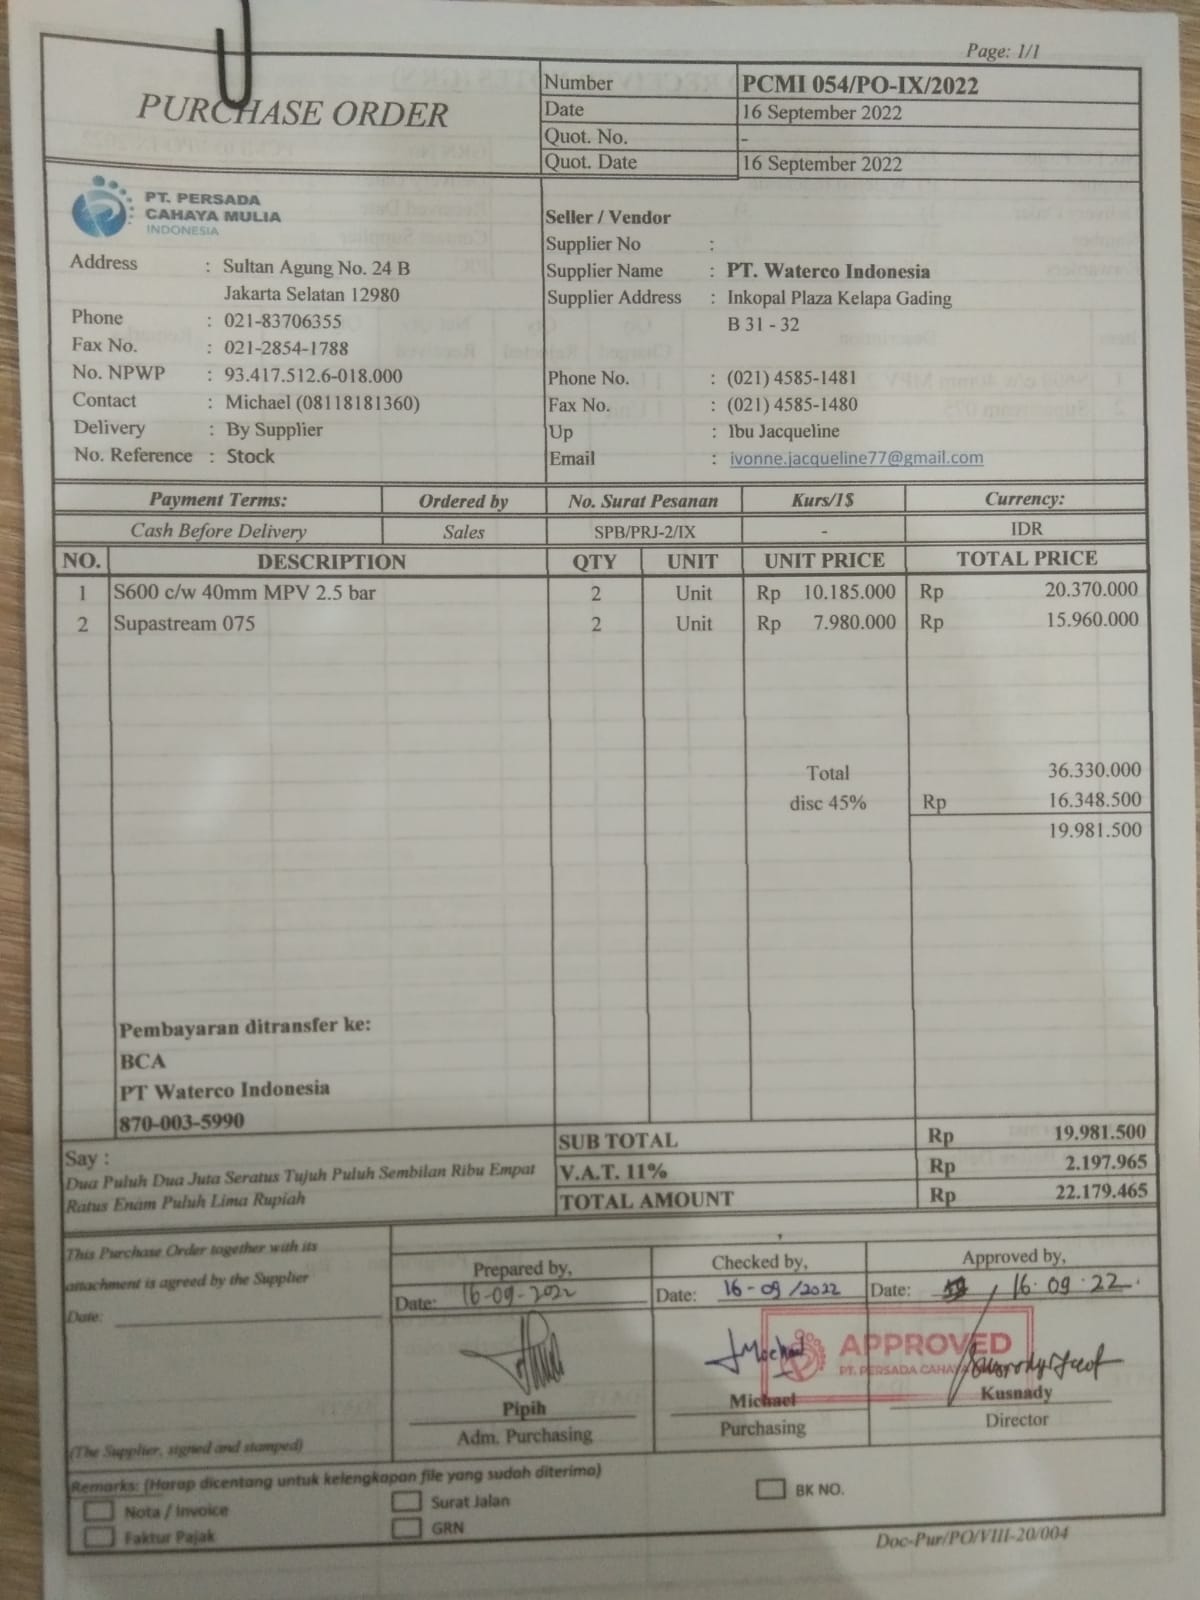 Page: 1/1
PURCHASE ORDER
Number PCMI 054/PO-IX/2022
Date 16 September 2022
Quot. No. -
Quot. Date 16 September 2022
PT. PERSADA
CAHAYA MULIA
INDONESIA
Address : Sultan Agung No. 24 B
Jakarta Selatan 12980
Phone : 021-83706355
Fax No. : 021-2854-1788
No. NPWP : 93.417.512.6-018.000
Contact : Michael (08118181360)
Delivery : By Supplier
No. Reference : Stock
Seller / Vendor
Supplier No :
Supplier Name : PT. Waterco Indonesia
Supplier Address : Inkopal Plaza Kelapa Gading
B 31 - 32
Phone No. : (021) 4585-1481
Fax No. : (021) 4585-1480
Up : Ibu Jacqueline
Email : ivonne.jacqueline77@gmail.com
Payment Terms: Ordered by No. Surat Pesanan Kurs/1$ Currency:
Cash Before Delivery Sales SPB/PRJ-2/IX - IDR
NO. DESCRIPTION QTY UNIT UNIT PRICE TOTAL PRICE
1 S600 c/w 40mm MPV 2.5 bar 2 Unit Rp 10.185.000 Rp 20.370.000
2 Supastream 075 2 Unit Rp 7.980.000 Rp 15.960.000
Total 36.330.000
disc 45% Rp 16.348.500
19.981.500
Pembayaran ditransfer ke:
BCA
PT Waterco Indonesia
870-003-5990
SUB TOTAL Rp 19.981.500
V.A.T. 11% Rp 2.197.965
TOTAL AMOUNT Rp 22.179.465
Say :
Dua Puluh Dua Juta Seratus Tujuh Puluh Sembilan Ribu Empat
Ratus Enam Puluh Lima Rupiah
This Purchase Order together with its
attachment is agreed by the Supplier
Date:
(The Supplier, signed and stamped)
Prepared by,
Date: 16-09-2022
Pipih
Adm. Purchasing
Checked by,
Date: 16-09/2022
Michael
Purchasing
Approved by,
Date: 16.09.22
APPROVED
PT. PERSADA CAHAYA
Kusnady
Director
Remarks: (Harap dicentang untuk kelengkapan file yang sudah diterima)
Nota / Invoice
Surat Jalan
BK NO.
Faktur Pajak
GRN
Doc-Pur/PO/VIII-20/004